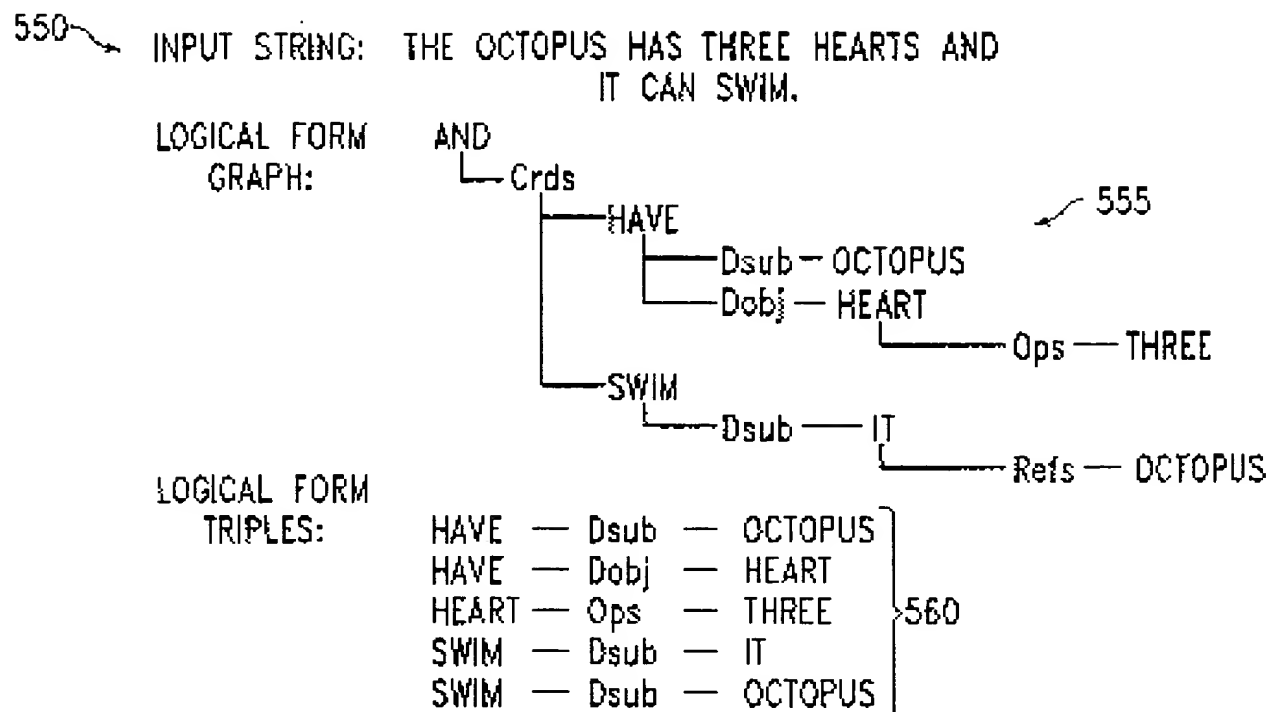 550 INPUT STRING: THE OCTOPUS HAS THREE HEARTS AND
IT CAN SWIM.
LOGICAL FORM AND
GRAPH: Crds
555
HAVE
Dsub — OCTOPUS
Dobj — HEART
Ops — THREE
SWIM
Dsub — IT
Refs — OCTOPUS
LOGICAL FORM
TRIPLES:
HAVE — Dsub — OCTOPUS
HAVE — Dobj — HEART
HEART — Ops — THREE 560
SWIM — Dsub — IT
SWIM — Dsub — OCTOPUS